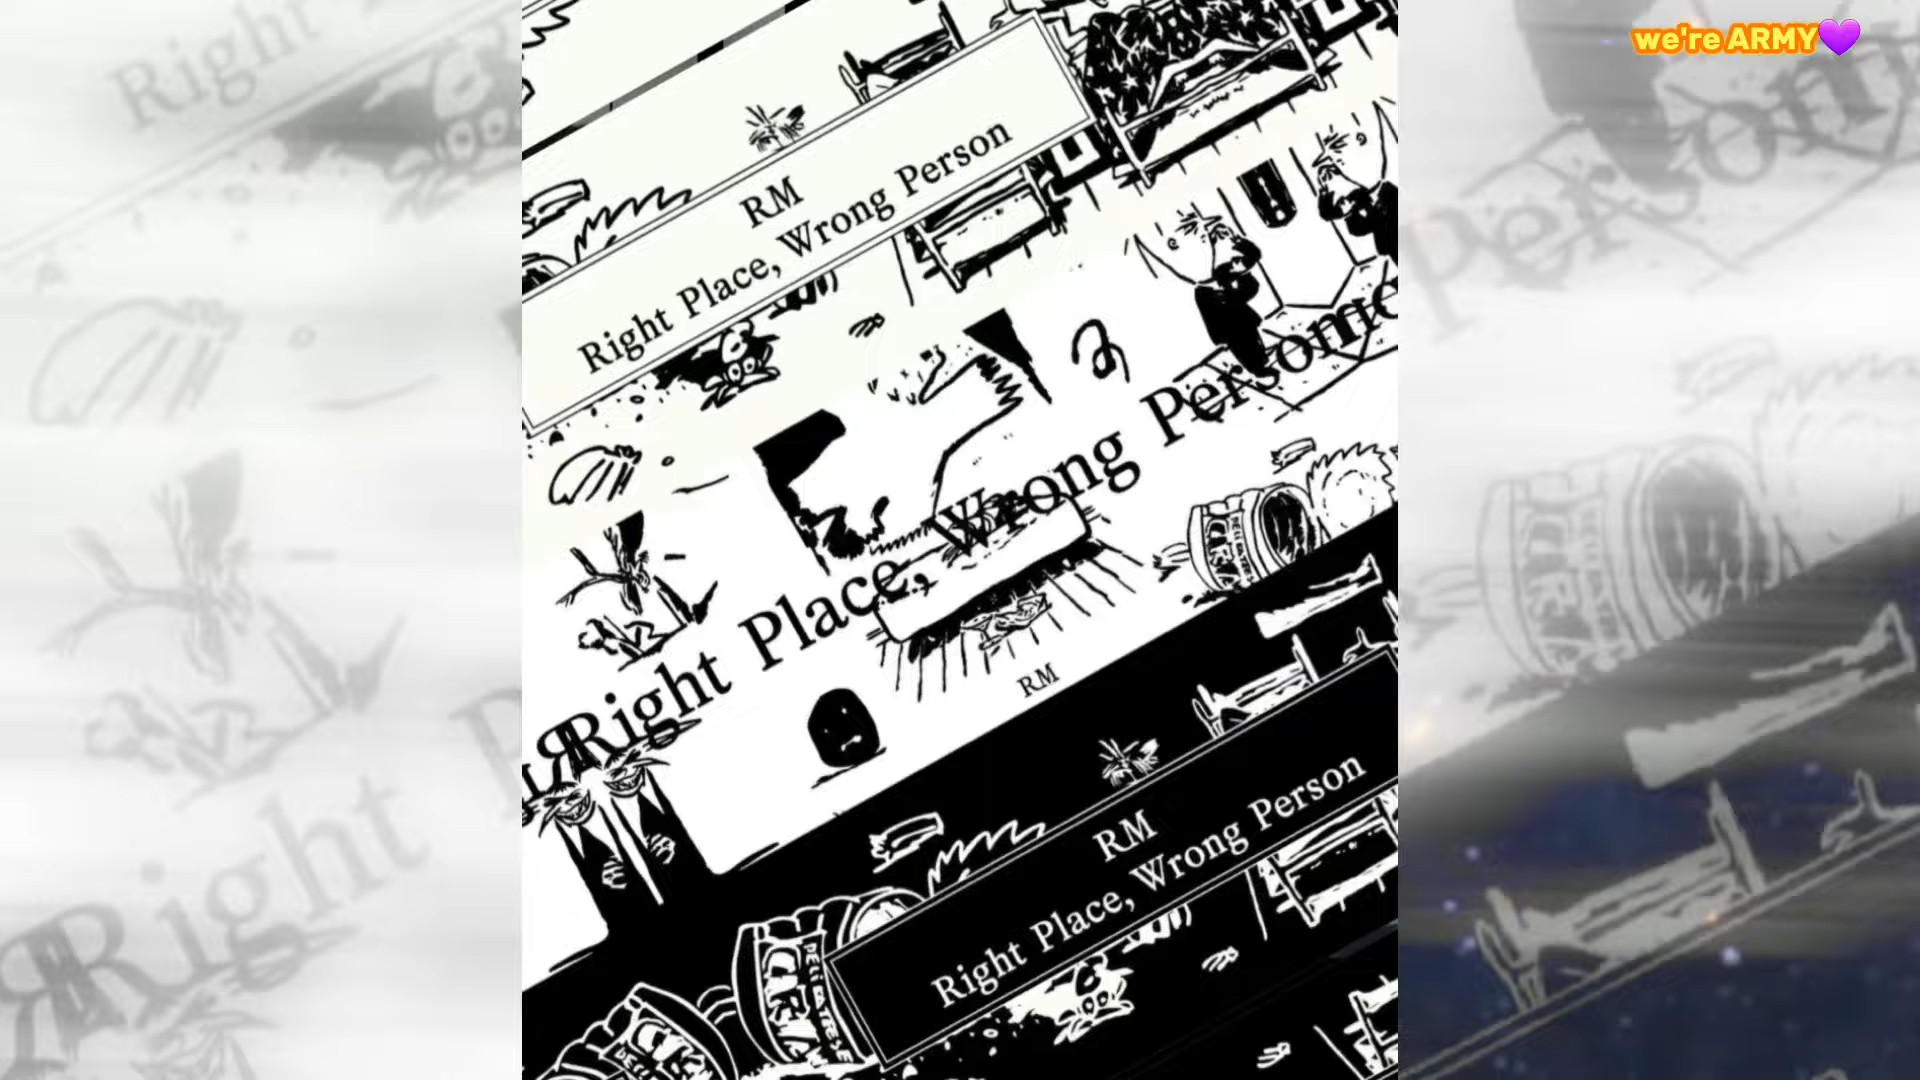 we're ARMY💜
Right
RM
Right Place, Wrong Person
Right Place, Wrong Person
RM
RM
Right Place, Wrong Person
Person
Right